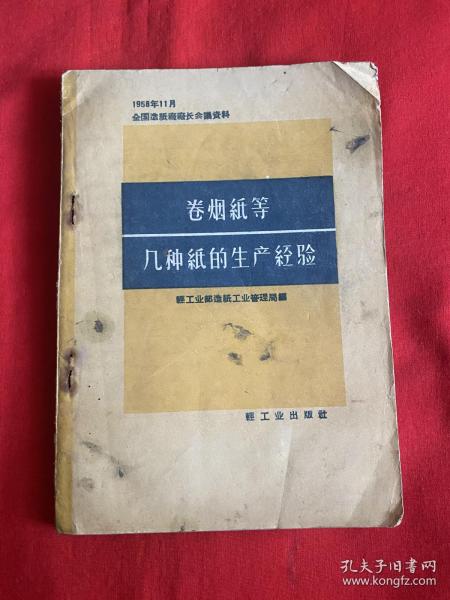 1958年11月
全国造紙廠廠长会議資料
卷烟紙等
几种紙的生产経验
輕工业部造紙工业管理局編
輕工业出版社
孔夫子旧书网
www.kongfz.com